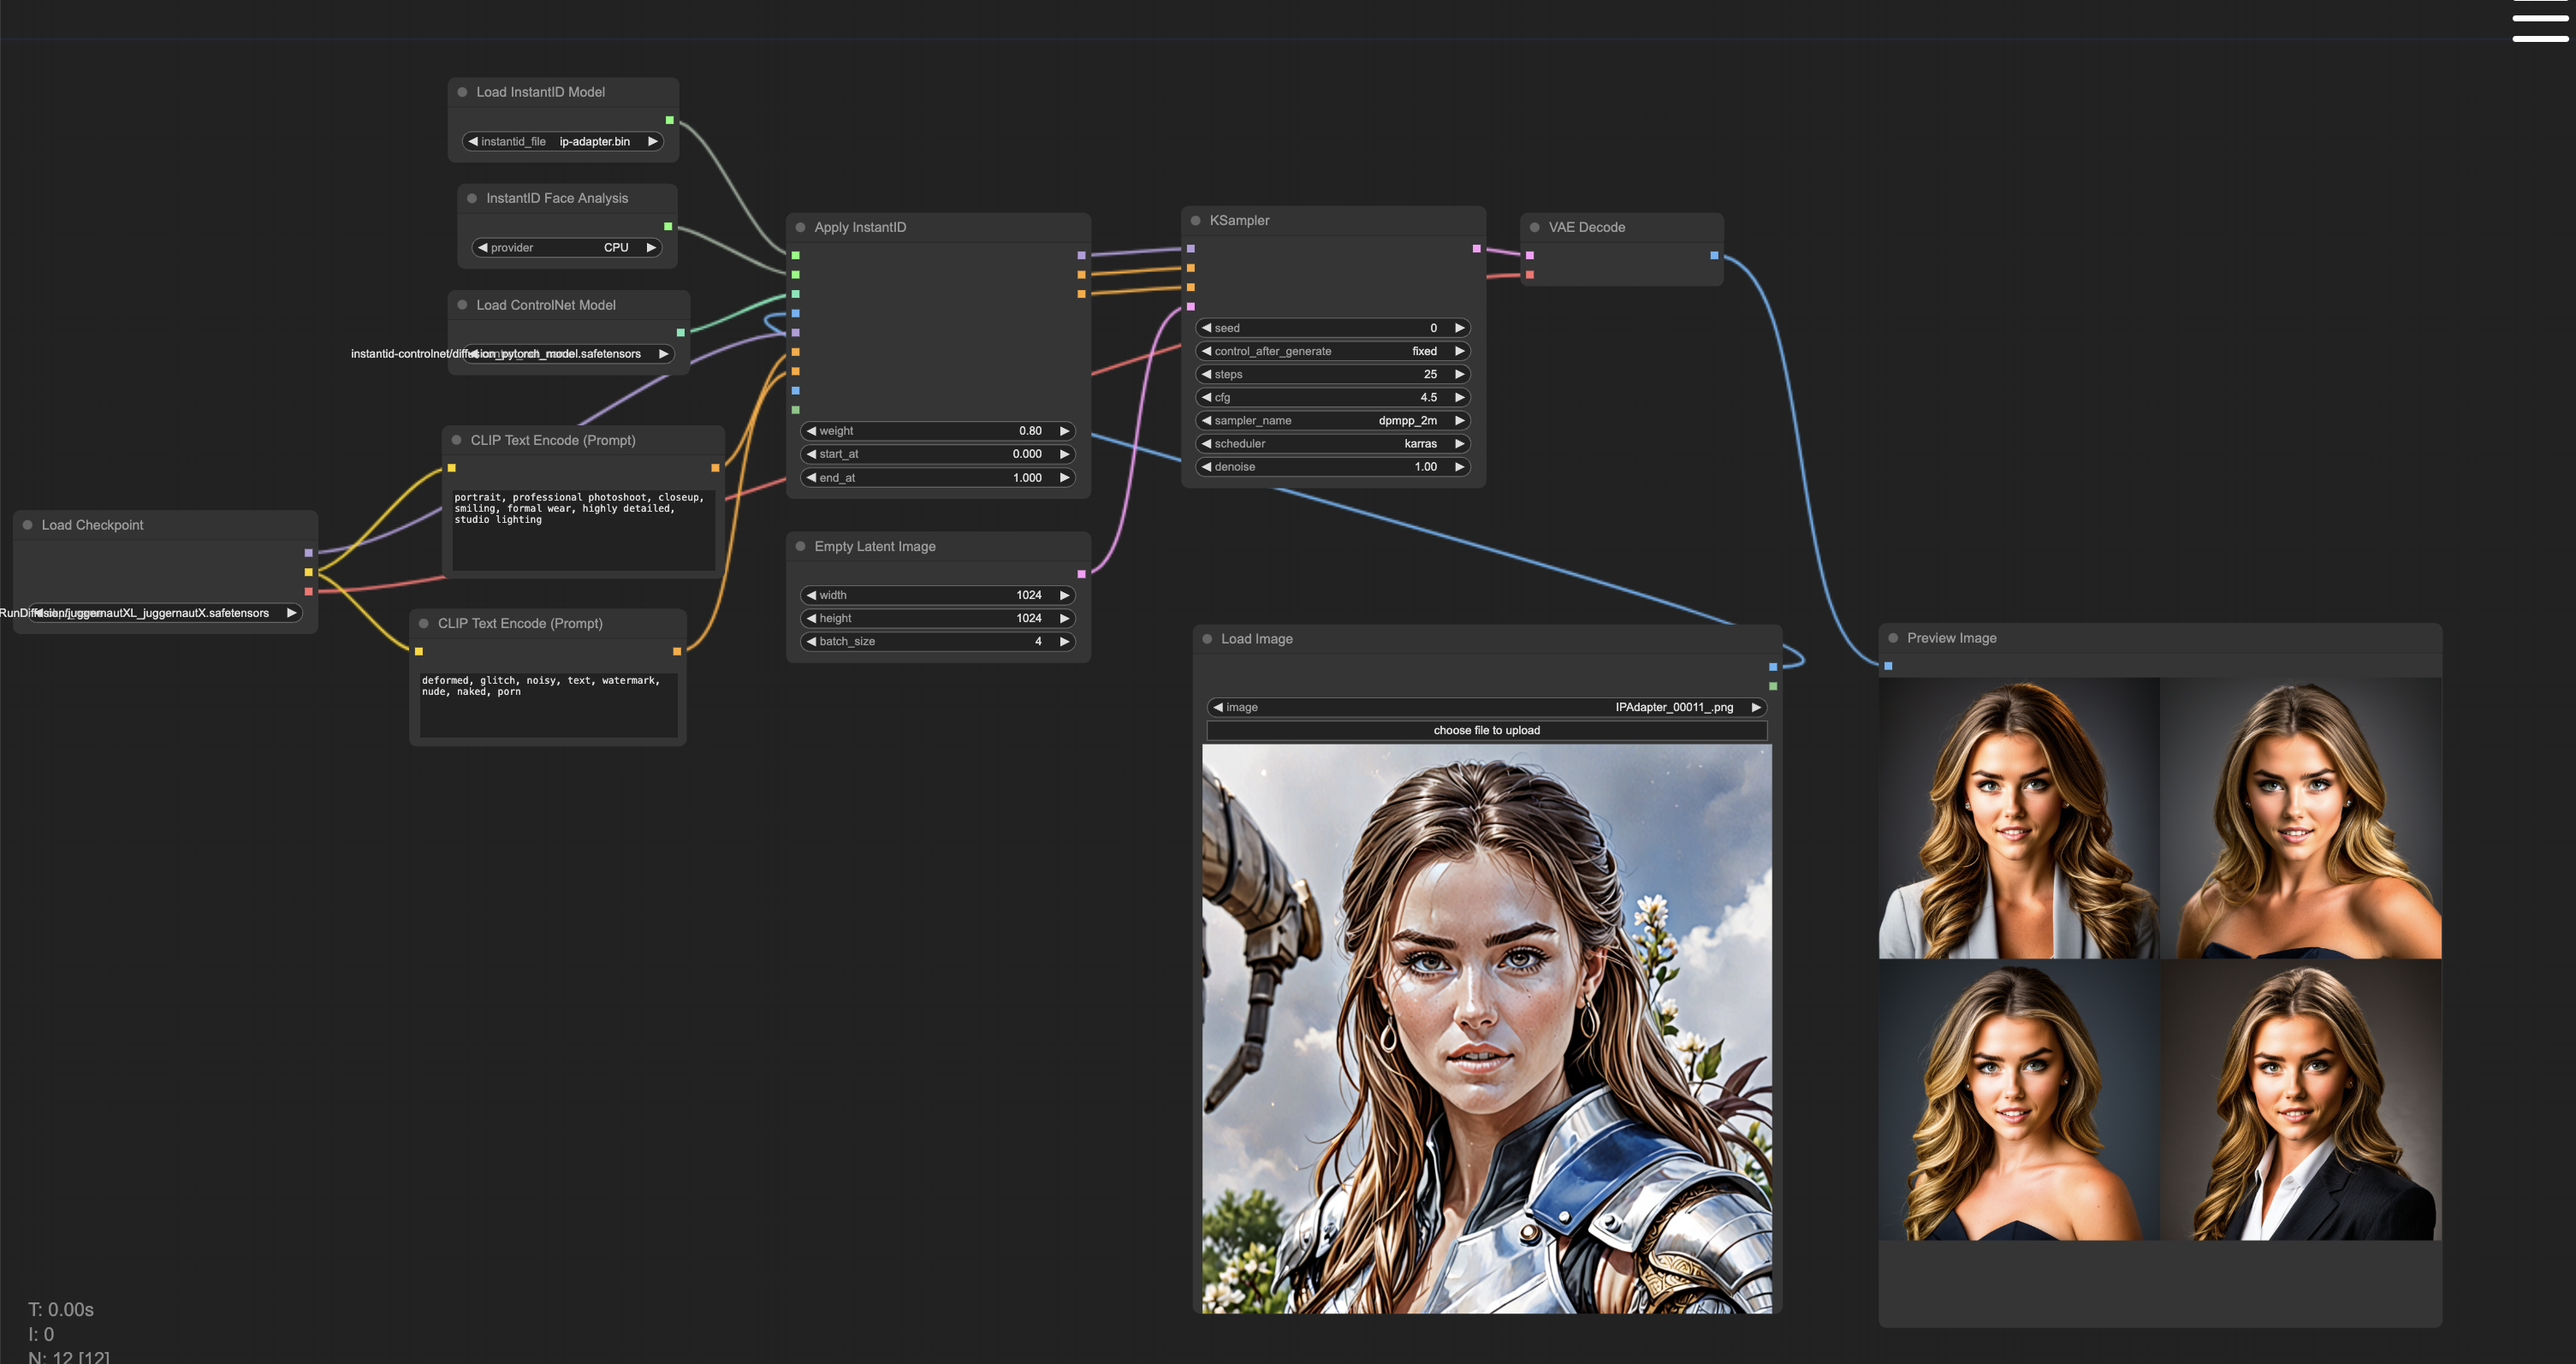 Load InstantID Model
instantid_file ip-adapter.bin
InstantID Face Analysis
provider CPU
Load ControlNet Model
instantid-controlnet/diffusion_pytorch_model.safetensors
CLIP Text Encode (Prompt)
portrait, professional photoshoot, closeup,
smiling, formal wear, highly detailed,
studio lighting
Load Checkpoint
RunDiffusion/juggernautXL_juggernautX.safetensors
CLIP Text Encode (Prompt)
deformed, glitch, noisy, text, watermark,
nude, naked, porn
Apply InstantID
weight 0.80
start_at 0.000
end_at 1.000
Empty Latent Image
width 1024
height 1024
batch_size 4
KSampler
seed 0
control_after_generate fixed
steps 25
cfg 4.5
sampler_name dpmpp_2m
scheduler karras
denoise 1.00
VAE Decode
Load Image
image IPAdapter_00011_.png
choose file to upload
Preview Image
T: 0.00s
I: 0
N: 12 [12]